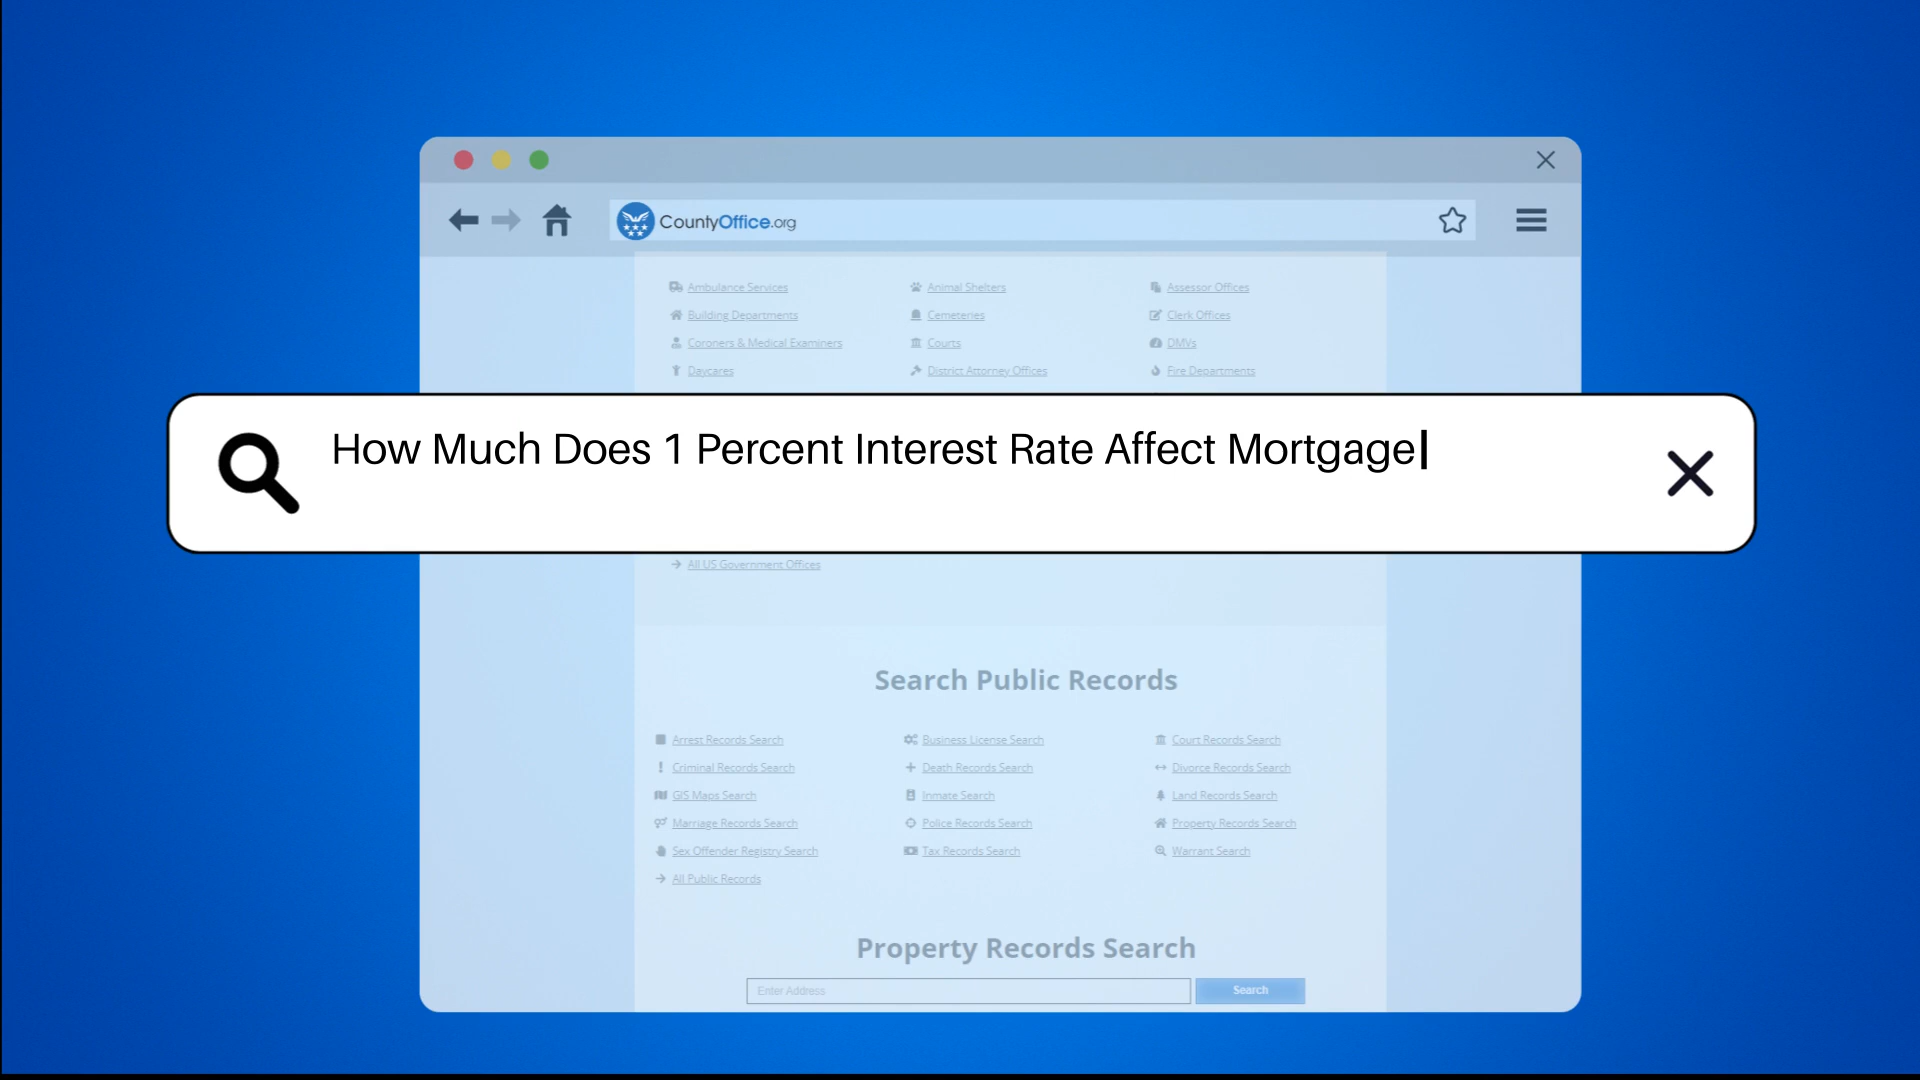 CountyOffice.org
Ambulance Services Animal Shelters Assessor Offices
Building Departments Cemeteries Clerk Offices
Coroners & Medical Examiners Courts DMVs
Daycares District Attorney Offices Fire Departments
How Much Does 1 Percent Interest Rate Affect Mortgage
All US Government Offices
Search Public Records
Arrest Records Search Business License Search Court Records Search
Criminal Records Search Death Records Search Divorce Records Search
GIS Maps Search Inmate Search Land Records Search
Marriage Records Search Police Records Search Property Records Search
Sex Offender Registry Search Tax Records Search Warrant Search
All Public Records
Property Records Search
Enter Address Search